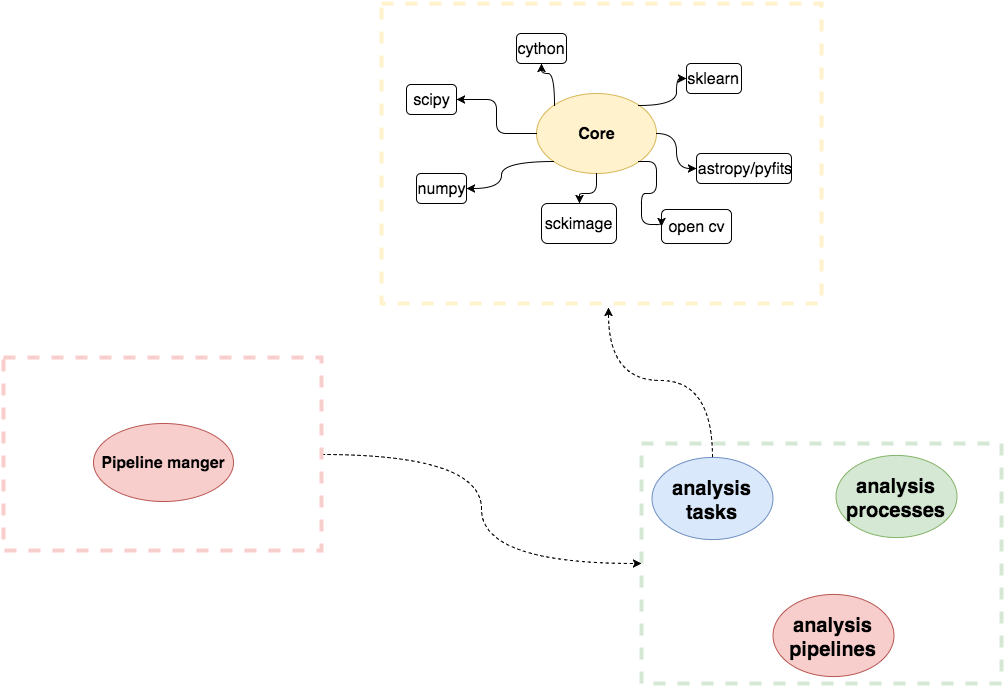 cython
sklearn
scipy
Core
astropy/pyfits
numpy
sckimage
open cv
Pipeline manger
analysis
tasks
analysis
processes
analysis
pipelines